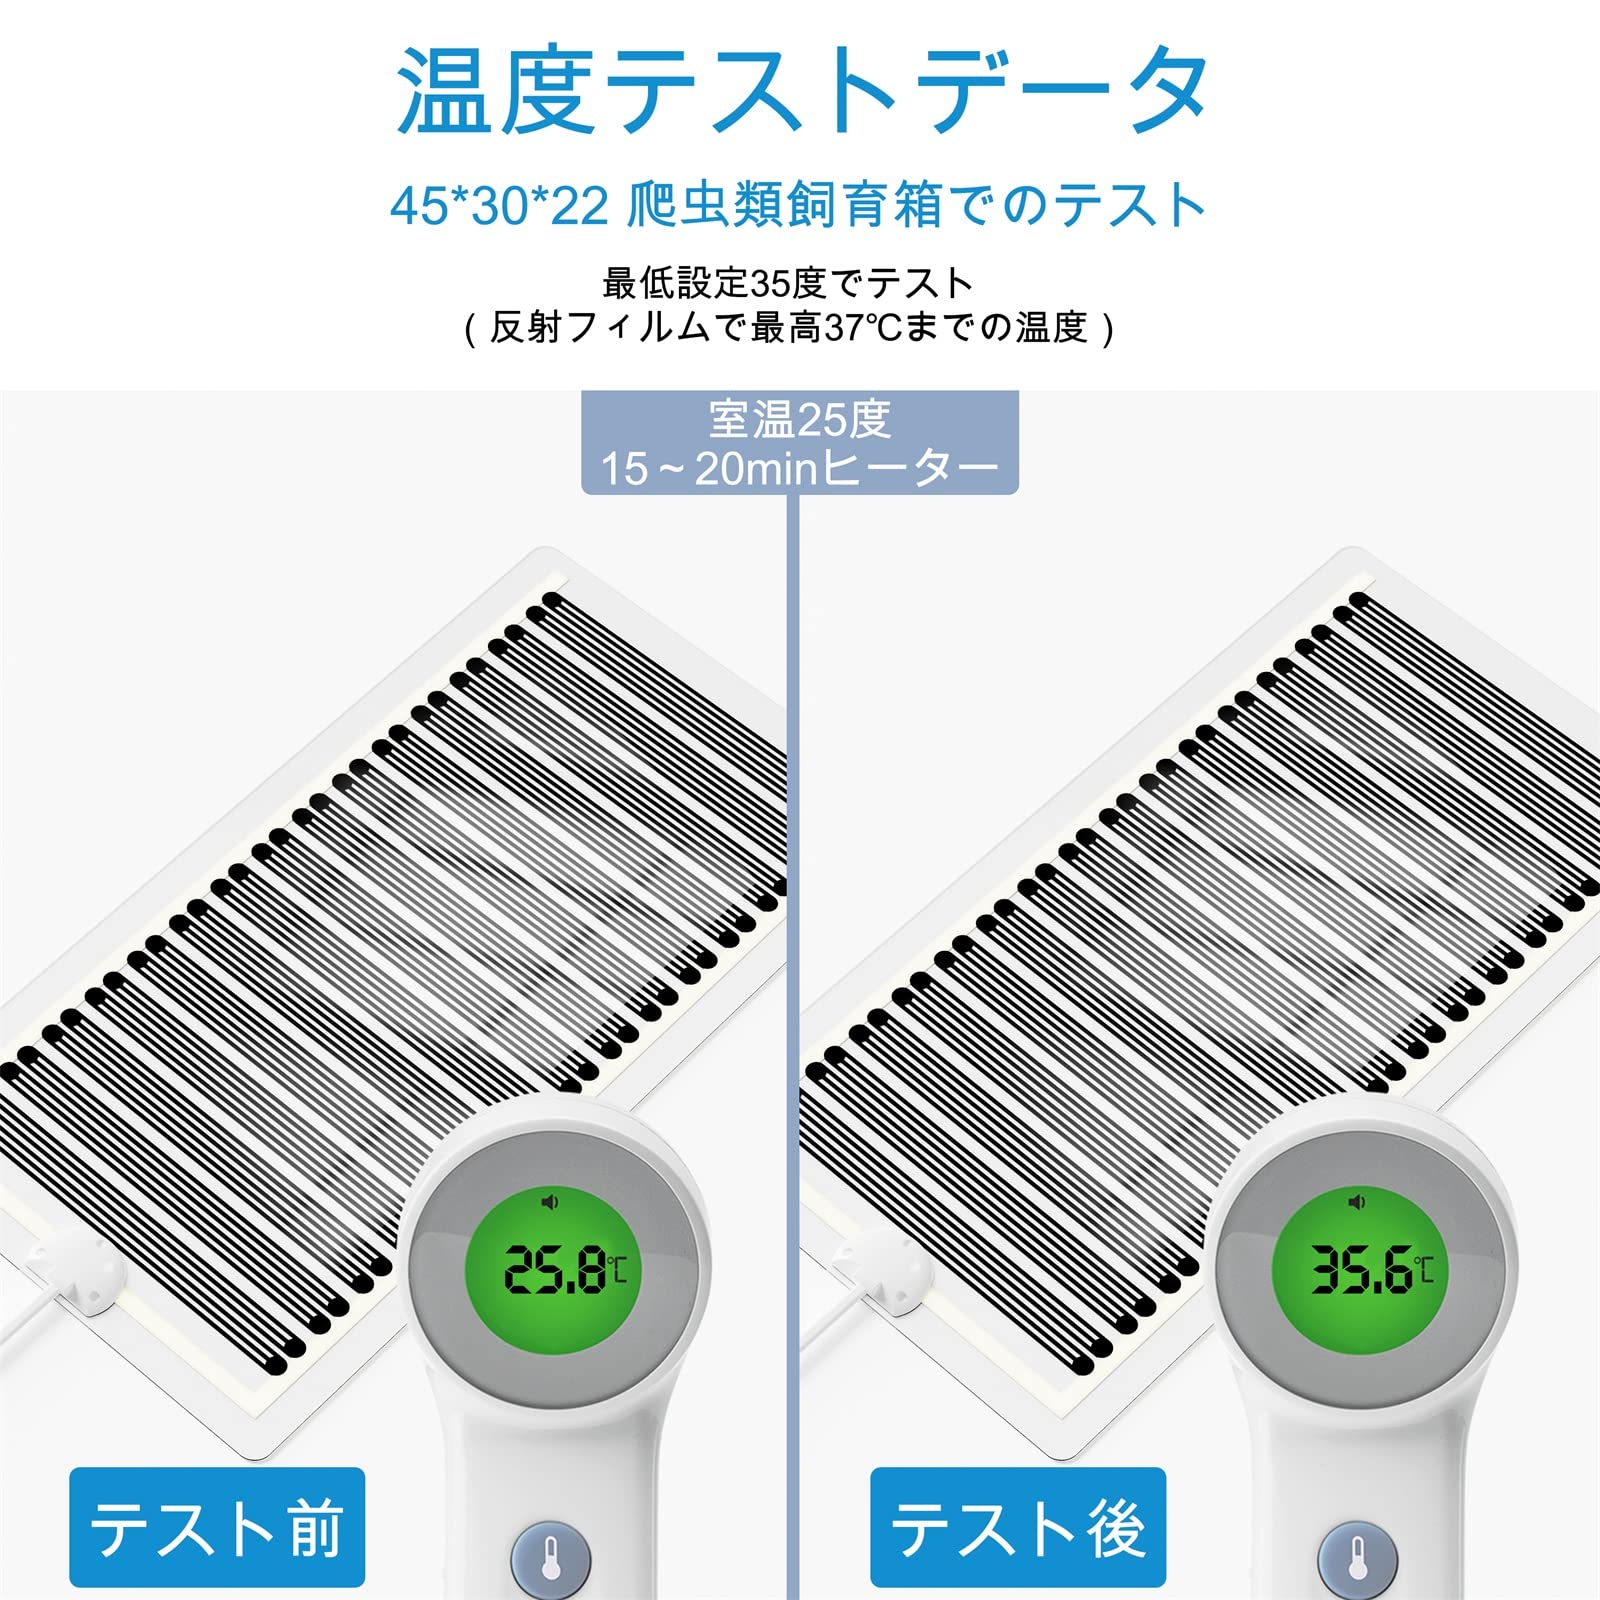 温度テストデータ
45*30*22 爬虫類飼育箱でのテスト
最低設定35度でテスト
（反射フィルムで最高37℃までの温度）
室温25度
15～20minヒーター
25.8℃
35.6℃
テスト前
テスト後